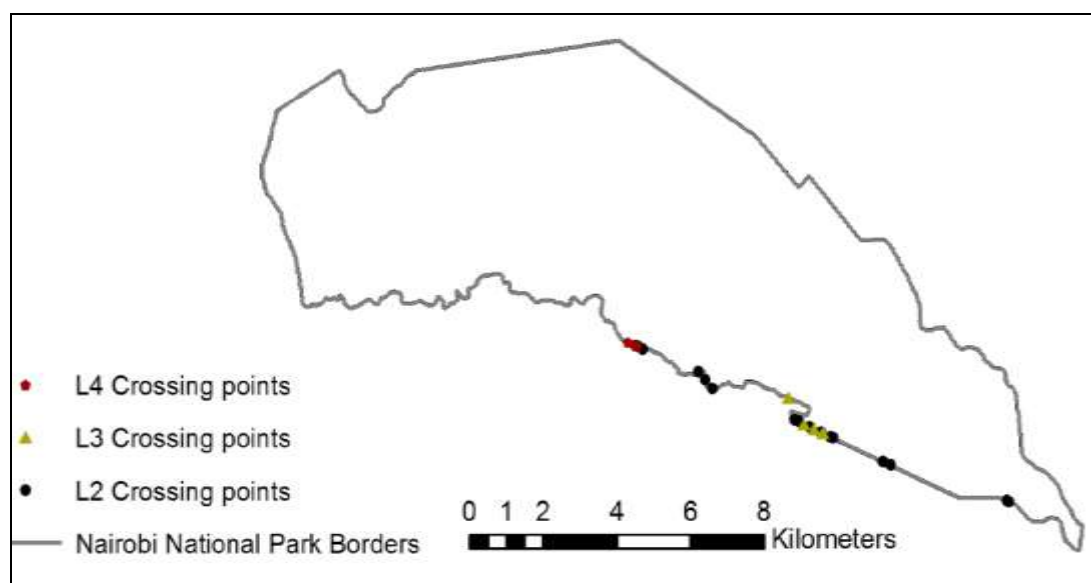 L4 Crossing points
L3 Crossing points
L2 Crossing points
Nairobi National Park Borders
0 1 2 4 6 8
Kilometers